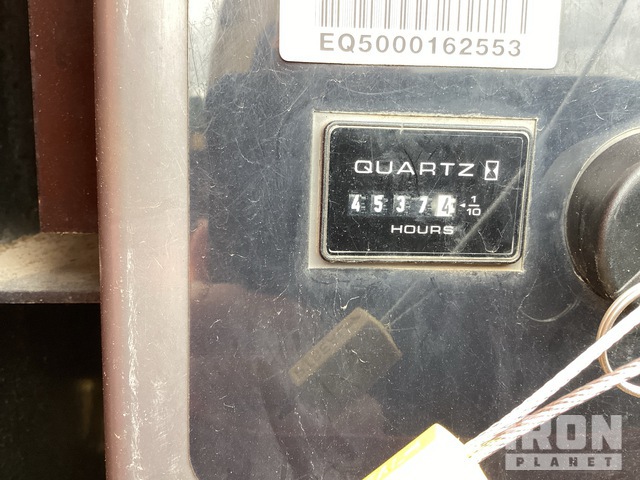 EQ5000162553
QUARTZ
45374 1/10
HOURS
IRON
PLANET